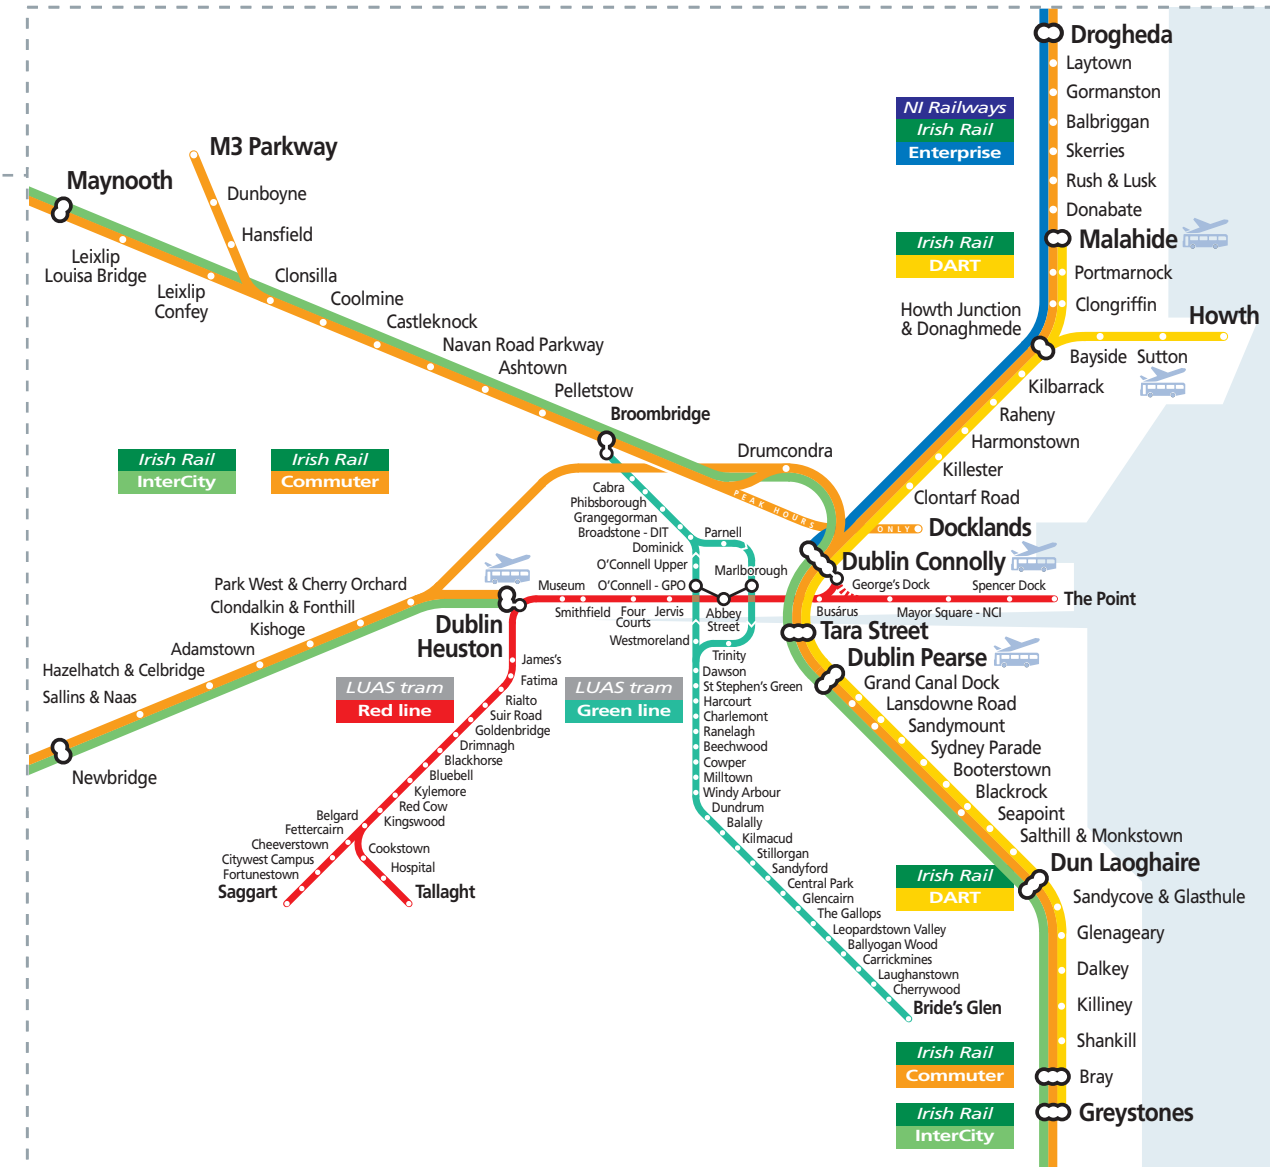 Drogheda
Laytown
Gormanston
Balbriggan
Skerries
Rush & Lusk
Donabate
Malahide
Portmarnock
Clongriffin
Howth Junction
& Donaghmede
Howth
Bayside
Sutton
Kilbarrack
Raheny
Harmonstown
Killester
Clontarf Road
NI Railways
Irish Rail
Enterprise
Irish Rail
DART
M3 Parkway
Dunboyne
Hansfield
Maynooth
Leixlip
Louisa Bridge
Leixlip
Confey
Clonsilla
Coolmine
Castleknock
Navan Road Parkway
Ashtown
Pelletstow
Broombridge
Drumcondra
PEAK HOURS
ONLY
Docklands
Irish Rail
InterCity
Irish Rail
Commuter
Cabra
Phibsborough
Grangegorman
Broadstone - DIT
Dominick
O'Connell Upper
O'Connell - GPO
Parnell
Marlborough
Abbey
Street
Westmoreland
Trinity
Dublin Connolly
George's Dock
Spencer Dock
The Point
Busárus
Mayor Square - NCI
Museum
Smithfield
Four
Courts
Jervis
Park West & Cherry Orchard
Clondalkin & Fonthill
Kishoge
Adamstown
Hazelhatch & Celbridge
Sallins & Naas
Newbridge
Dublin
Heuston
James's
Fatima
Rialto
Suir Road
Goldenbridge
Drimnagh
Blackhorse
Bluebell
Kylemore
Red Cow
Kingswood
Belgard
Fettercairn
Cheeverstown
Citywest Campus
Fortunestown
Saggart
Cookstown
Hospital
Tallaght
LUAS tram
Red line
LUAS tram
Green line
Dawson
St Stephen's Green
Harcourt
Charlemont
Ranelagh
Beechwood
Cowper
Milltown
Windy Arbour
Dundrum
Balally
Kilmacud
Stillorgan
Sandyford
Central Park
Glencairn
The Gallops
Leopardstown Valley
Ballyogan Wood
Carrickmines
Laughanstown
Cherrywood
Bride's Glen
Tara Street
Dublin Pearse
Grand Canal Dock
Lansdowne Road
Sandymount
Sydney Parade
Booterstown
Blackrock
Seapoint
Salthill & Monkstown
Dun Laoghaire
Sandycove & Glasthule
Glenageary
Dalkey
Killiney
Shankill
Bray
Greystones
Irish Rail
DART
Irish Rail
Commuter
Irish Rail
InterCity